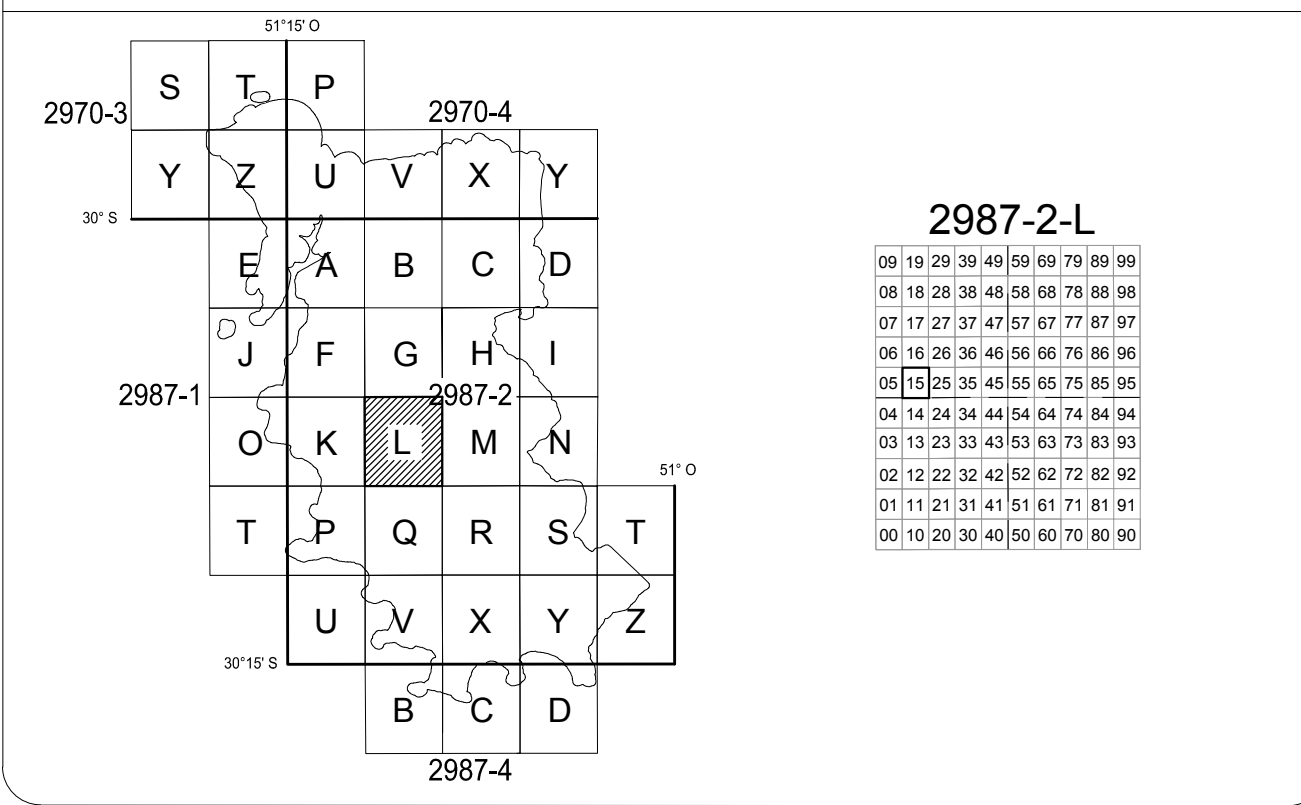 51°15' O
S T P
2970-3
2970-4
Y Z U V X Y
30° S
E A B C D
J F G H I
2987-1
2987-2
O K L M N
51° O
T P Q R S T
U V X Y Z
30°15' S
B C D
2987-4
2987-2-L
09 19 29 39 49 59 69 79 89 99
08 18 28 38 48 58 68 78 88 98
07 17 27 37 47 57 67 77 87 97
06 16 26 36 46 56 66 76 86 96
05 15 25 35 45 55 65 75 85 95
04 14 24 34 44 54 64 74 84 94
03 13 23 33 43 53 63 73 83 93
02 12 22 32 42 52 62 72 82 92
01 11 21 31 41 51 61 71 81 91
00 10 20 30 40 50 60 70 80 90